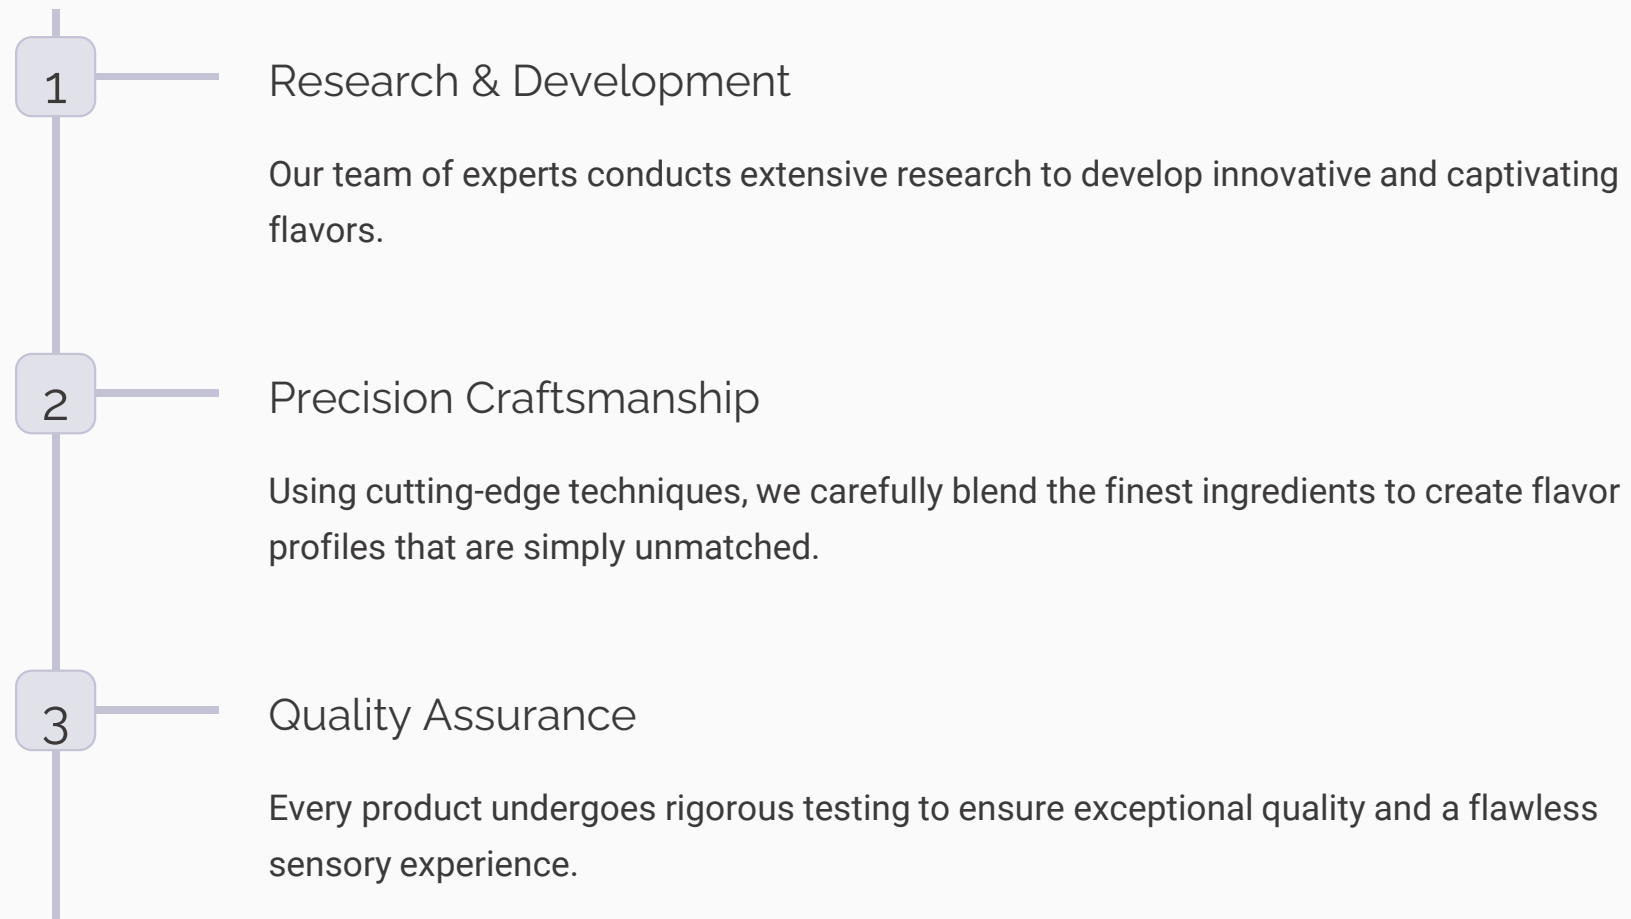 1
Research & Development
Our team of experts conducts extensive research to develop innovative and captivating
flavors.
2
Precision Craftsmanship
Using cutting-edge techniques, we carefully blend the finest ingredients to create flavor
profiles that are simply unmatched.
3
Quality Assurance
Every product undergoes rigorous testing to ensure exceptional quality and a flawless
sensory experience.